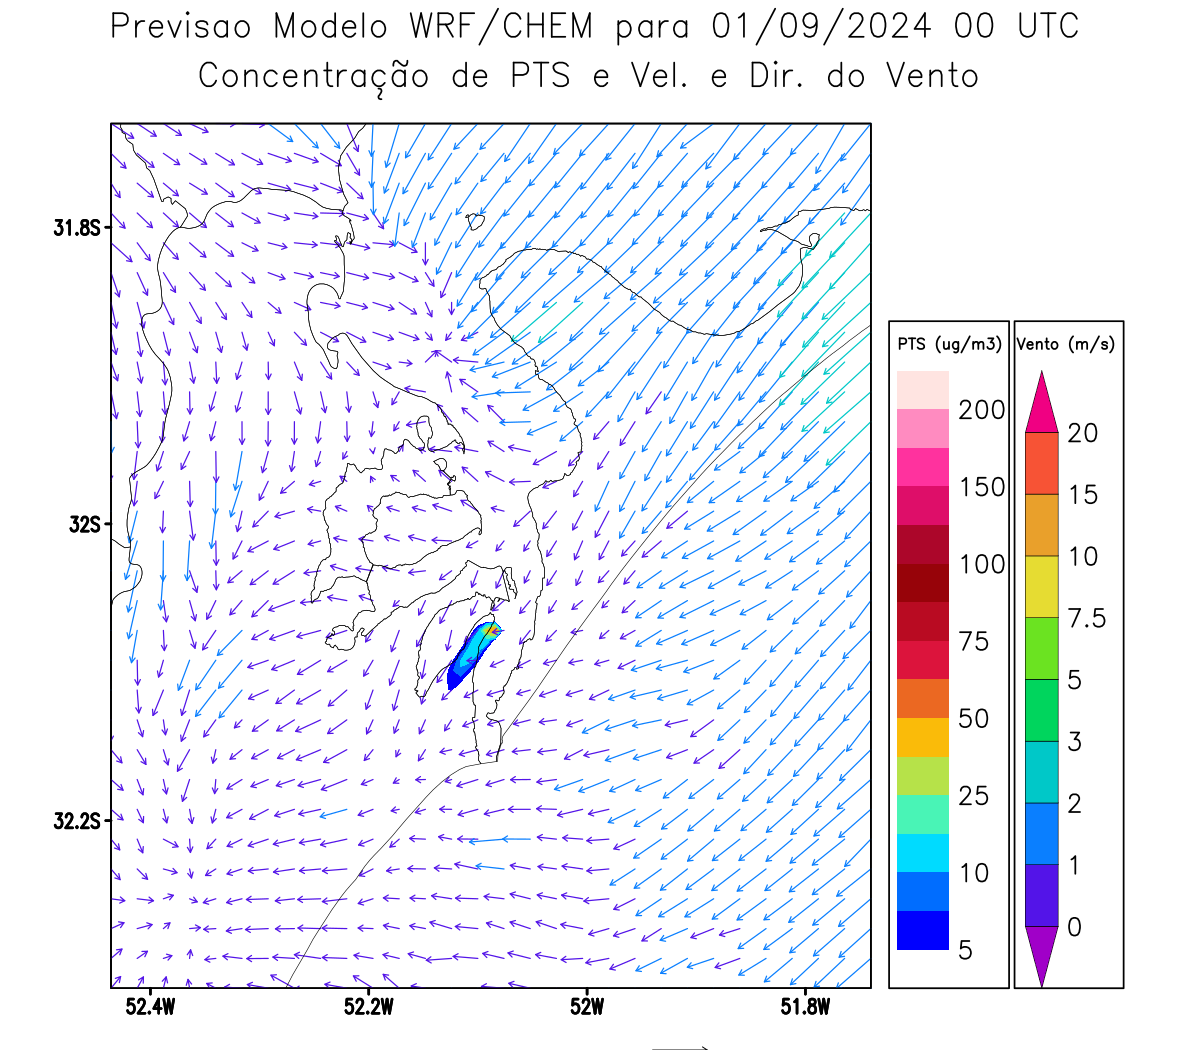 Previsao Modelo WRF/CHEM para 01/09/2024 00 UTC
Concentração de PTS e Vel. e Dir. do Vento
31.8S
32S
32.2S
52.4W
52.2W
52W
51.8W
PTS (ug/m3)
200
150
100
75
50
25
10
5
Vento (m/s)
20
15
10
7.5
5
3
2
1
0